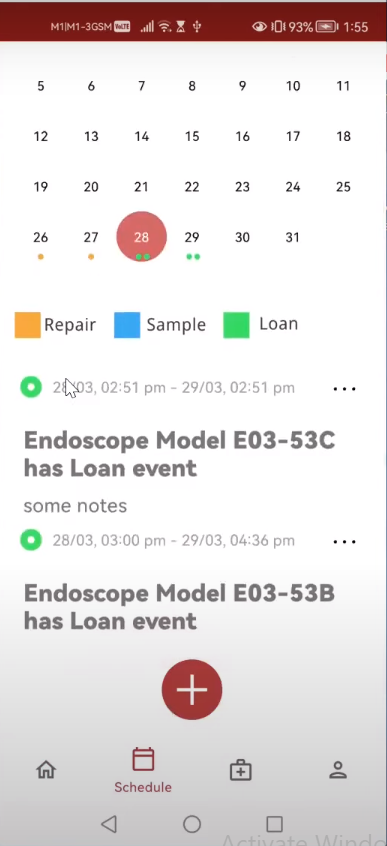 M1|M1-3GSM VoLTE 93% 1:55
5 6 7 8 9 10 11
12 13 14 15 16 17 18
19 20 21 22 23 24 25
26 27 28 29 30 31
Repair Sample Loan
28/03, 02:51 pm - 29/03, 02:51 pm
Endoscope Model E03-53C
has Loan event
some notes
28/03, 03:00 pm - 29/03, 04:36 pm
Endoscope Model E03-53B
has Loan event
Schedule
Activate Windo